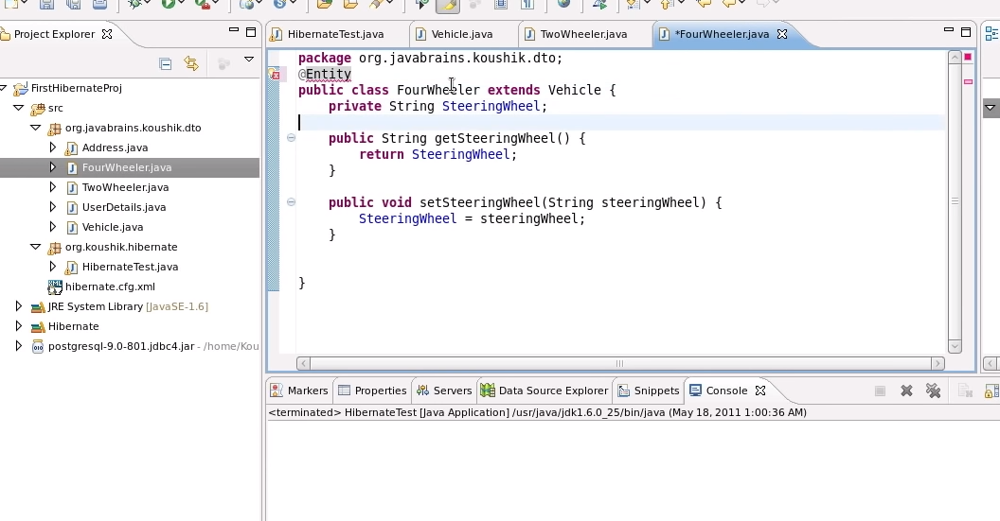 Project Explorer
FirstHibernateProj
src
org.javabrains.koushik.dto
Address.java
FourWheeler.java
TwoWheeler.java
UserDetails.java
Vehicle.java
org.koushik.hibernate
HibernateTest.java
hibernate.cfg.xml
JRE System Library [JavaSE-1.6]
Hibernate
postgresql-9.0-801.jdbc4.jar - /home/Kou
HibernateTest.java
Vehicle.java
TwoWheeler.java
*FourWheeler.java
package org.javabrains.koushik.dto;
@Entity
public class FourWheeler extends Vehicle {
private String SteeringWheel;
public String getSteeringWheel() {
return SteeringWheel;
}
public void setSteeringWheel(String steeringWheel) {
SteeringWheel = steeringWheel;
}
}
Markers
Properties
Servers
Data Source Explorer
Snippets
Console
<terminated> HibernateTest [Java Application] /usr/java/jdk1.6.0_25/bin/java (May 18, 2011 1:00:36 AM)